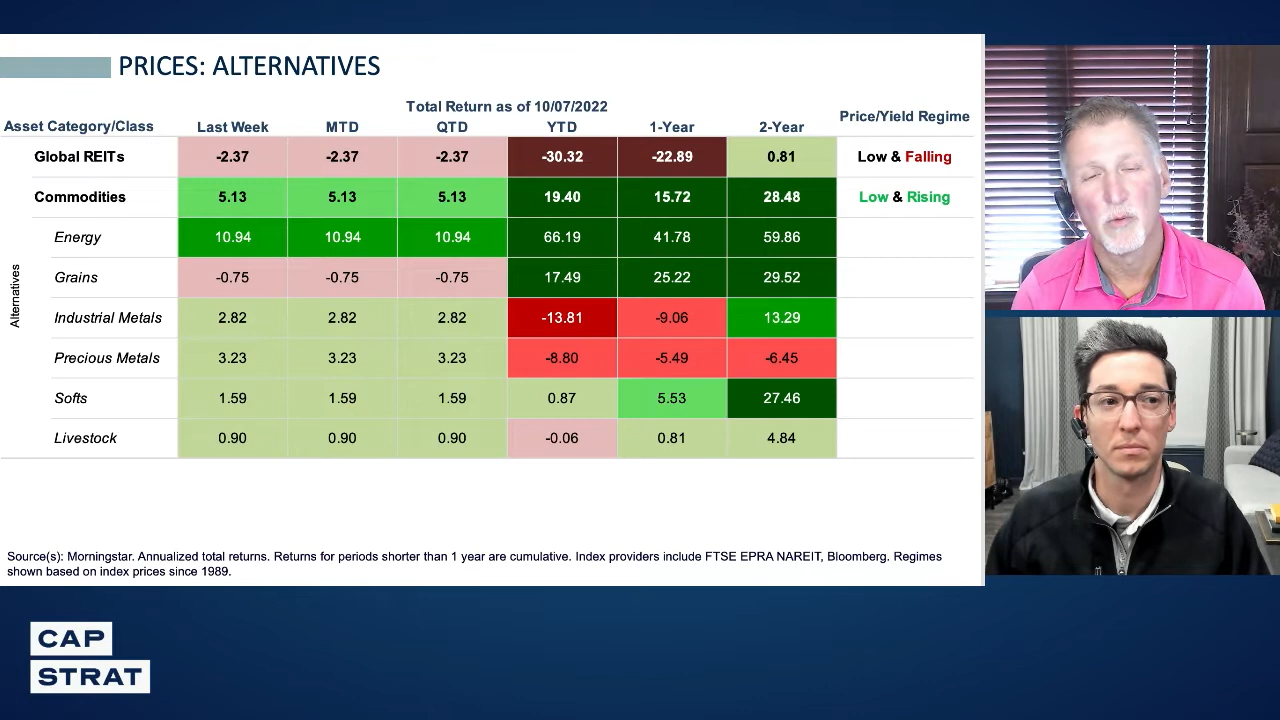 PRICES: ALTERNATIVES
Total Return as of 10/07/2022
Asset Category/Class Last Week MTD QTD YTD 1-Year 2-Year Price/Yield Regime
Global REITs -2.37 -2.37 -2.37 -30.32 -22.89 0.81 Low & Falling
Commodities 5.13 5.13 5.13 19.40 15.72 28.48 Low & Rising
Energy 10.94 10.94 10.94 66.19 41.78 59.86
Grains -0.75 -0.75 -0.75 17.49 25.22 29.52
Alternatives
Industrial Metals 2.82 2.82 2.82 -13.81 -9.06 13.29
Precious Metals 3.23 3.23 3.23 -8.80 -5.49 -6.45
Softs 1.59 1.59 1.59 0.87 5.53 27.46
Livestock 0.90 0.90 0.90 -0.06 0.81 4.84
Source(s): Morningstar. Annualized total returns. Returns for periods shorter than 1 year are cumulative. Index providers include FTSE EPRA NAREIT, Bloomberg. Regimes
shown based on index prices since 1989.
CAP
STRAT